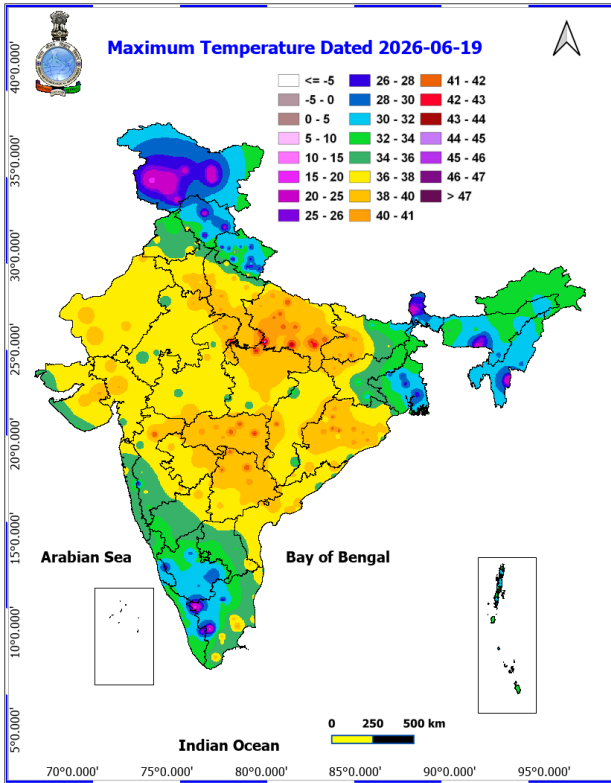 Maximum Temperature Dated 2026-06-19
<= -5
-5 - 0
0 - 5
5 - 10
10 - 15
15 - 20
20 - 25
25 - 26
26 - 28
28 - 30
30 - 32
32 - 34
34 - 36
36 - 38
38 - 40
40 - 41
41 - 42
42 - 43
43 - 44
44 - 45
45 - 46
46 - 47
> 47
40°0.000'
35°0.000'
30°0.000'
25°0.000'
20°0.000'
15°0.000'
10°0.000'
5°0.000'
Arabian Sea
Bay of Bengal
Indian Ocean
0 250 500 km
70°0.000' 75°0.000' 80°0.000' 85°0.000' 90°0.000' 95°0.000'